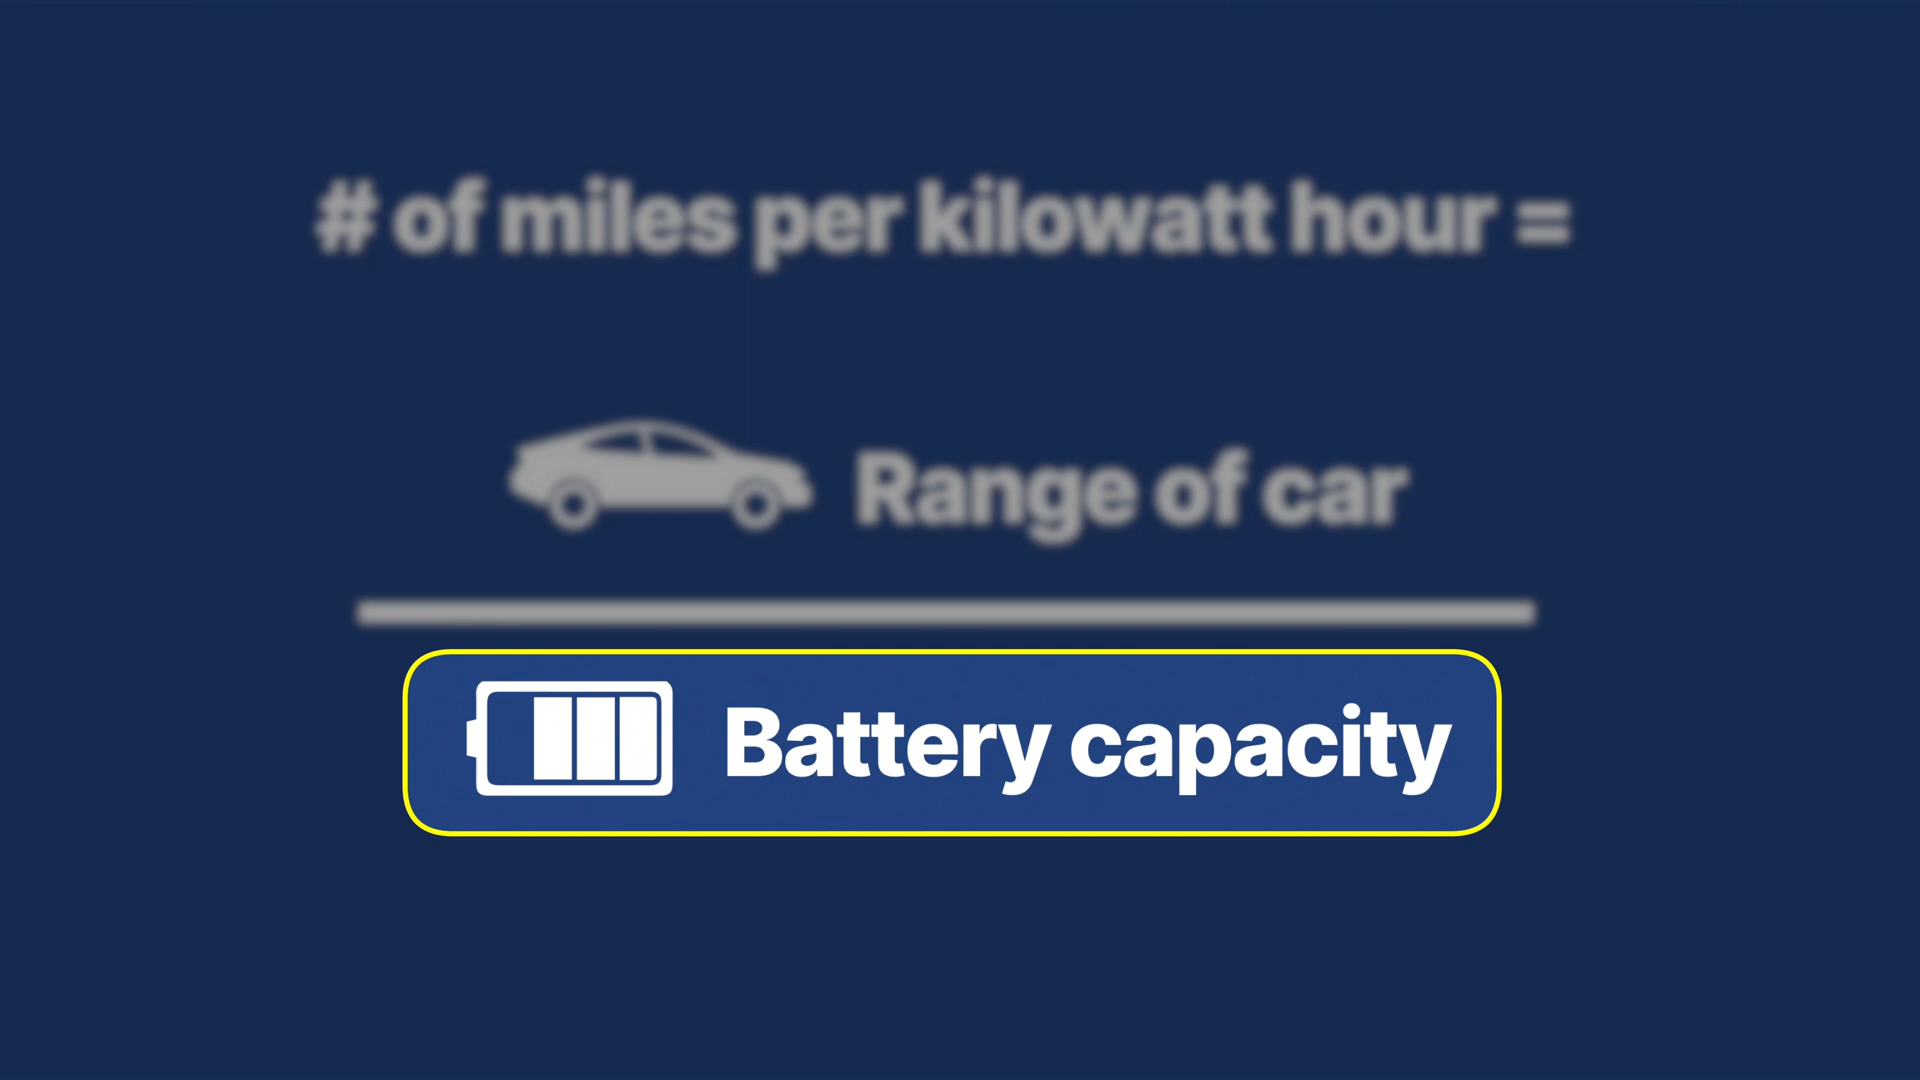 # of miles per kilowatt hour =
Range of car
Battery capacity